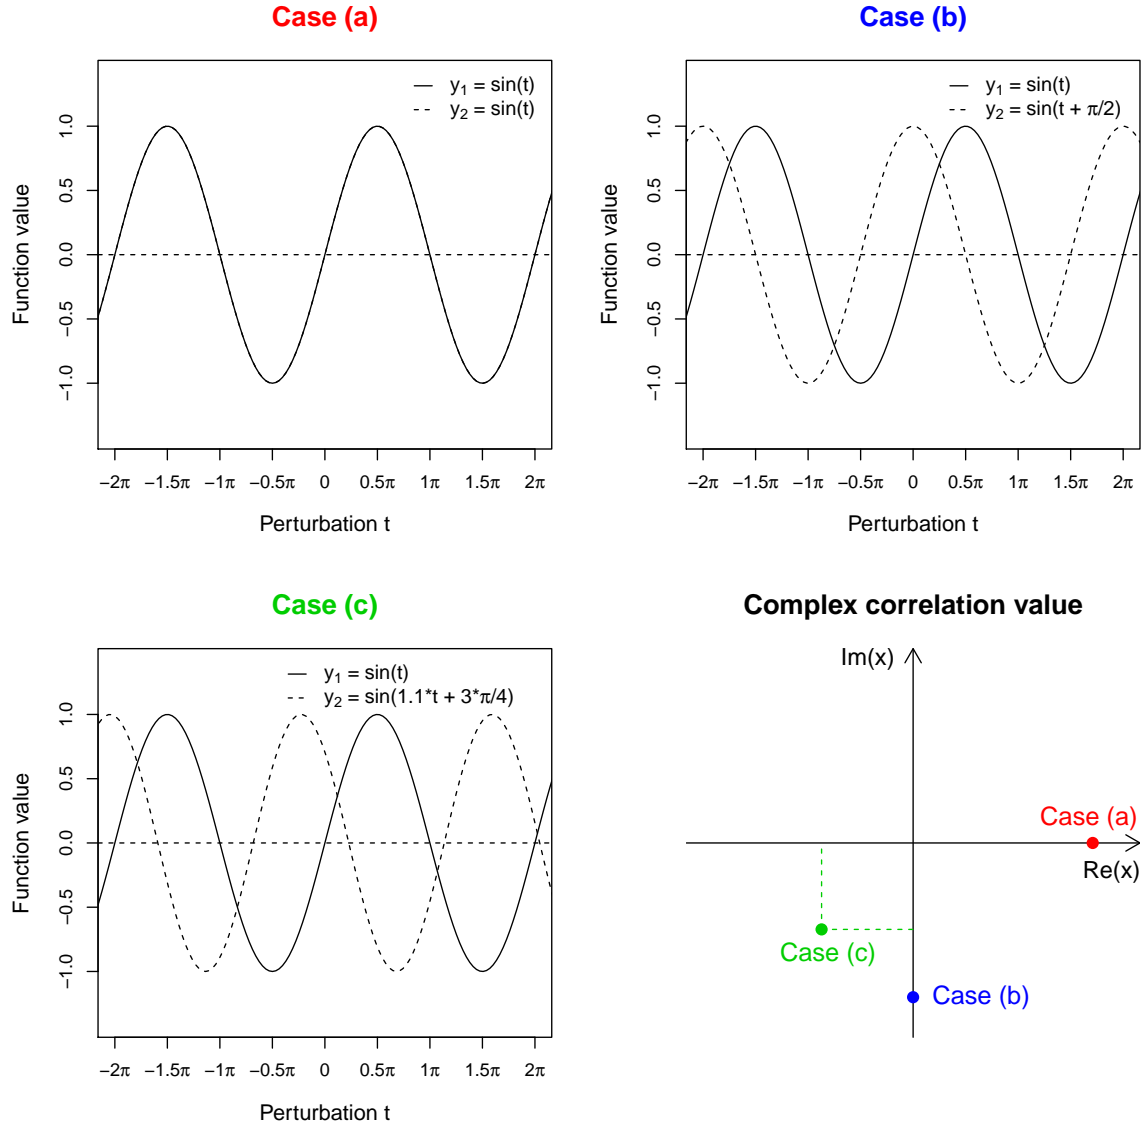 Case (a)
y1 = sin(t)
y2 = sin(t)
Function value
1.0
0.5
0.0
−0.5
−1.0
−2π −1.5π −1π −0.5π 0 0.5π 1π 1.5π 2π
Perturbation t
Case (b)
y1 = sin(t)
y2 = sin(t + π/2)
Function value
1.0
0.5
0.0
−0.5
−1.0
−2π −1.5π −1π −0.5π 0 0.5π 1π 1.5π 2π
Perturbation t
Case (c)
y1 = sin(t)
y2 = sin(1.1*t + 3*π/4)
Function value
1.0
0.5
0.0
−0.5
−1.0
−2π −1.5π −1π −0.5π 0 0.5π 1π 1.5π 2π
Perturbation t
Complex correlation value
Im(x)
Case (a)
Re(x)
Case (c)
Case (b)